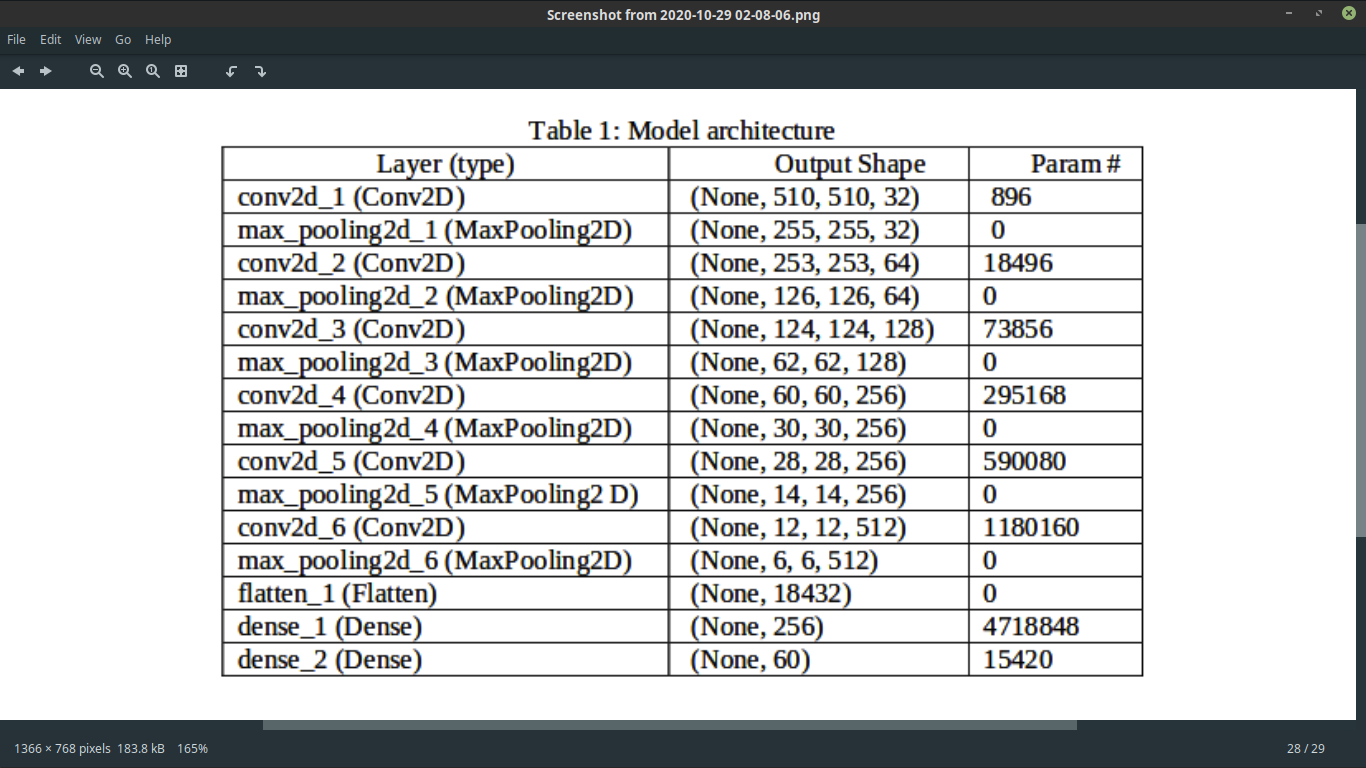 Screenshot from 2020-10-29 02-08-06.png
File Edit View Go Help
Table 1: Model architecture
Layer (type) Output Shape Param #
conv2d_1 (Conv2D) (None, 510, 510, 32) 896
max_pooling2d_1 (MaxPooling2D) (None, 255, 255, 32) 0
conv2d_2 (Conv2D) (None, 253, 253, 64) 18496
max_pooling2d_2 (MaxPooling2D) (None, 126, 126, 64) 0
conv2d_3 (Conv2D) (None, 124, 124, 128) 73856
max_pooling2d_3 (MaxPooling2D) (None, 62, 62, 128) 0
conv2d_4 (Conv2D) (None, 60, 60, 256) 295168
max_pooling2d_4 (MaxPooling2D) (None, 30, 30, 256) 0
conv2d_5 (Conv2D) (None, 28, 28, 256) 590080
max_pooling2d_5 (MaxPooling2 D) (None, 14, 14, 256) 0
conv2d_6 (Conv2D) (None, 12, 12, 512) 1180160
max_pooling2d_6 (MaxPooling2D) (None, 6, 6, 512) 0
flatten_1 (Flatten) (None, 18432) 0
dense_1 (Dense) (None, 256) 4718848
dense_2 (Dense) (None, 60) 15420
1366 × 768 pixels 183.8 kB 165% 28 / 29